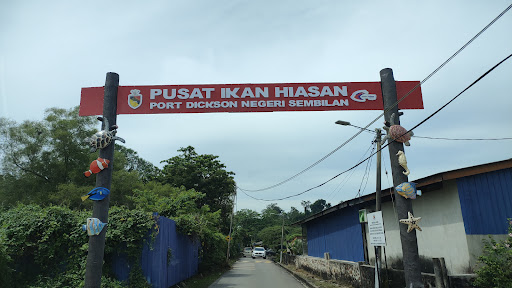 PUSAT IKAN HIASAN
PORT DICKSON NEGERI SEMBILAN